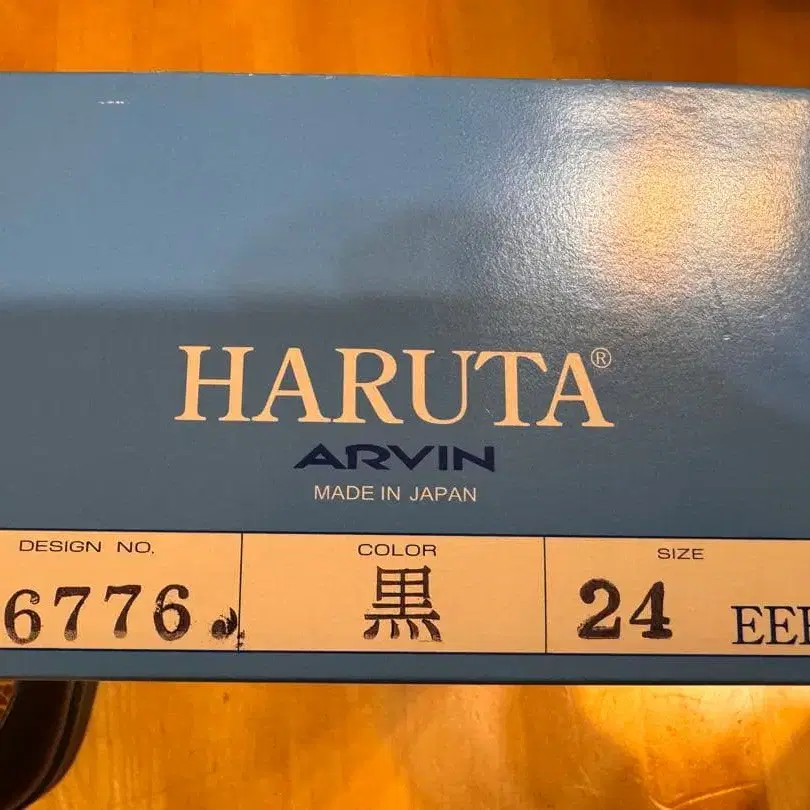 HARUTA®
ARVIN
MADE IN JAPAN
DESIGN NO. COLOR SIZE
6776 黒 24